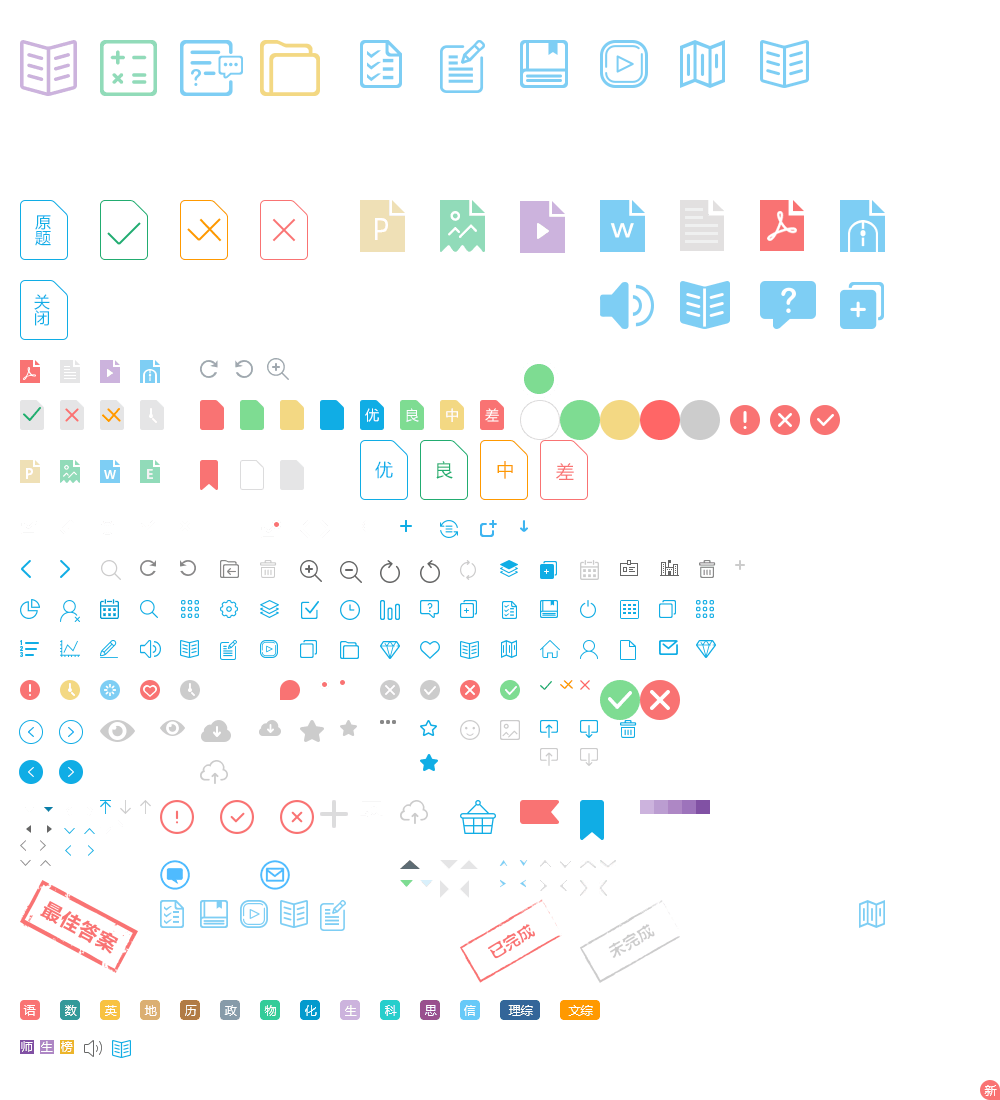 原题
P
W
关闭
优
良
中
差
P
W
E
优
良
中
差
最佳答案
已完成
未完成
语
数
英
地
历
政
物
化
生
科
思
信
理综
文综
师
生
榜
新